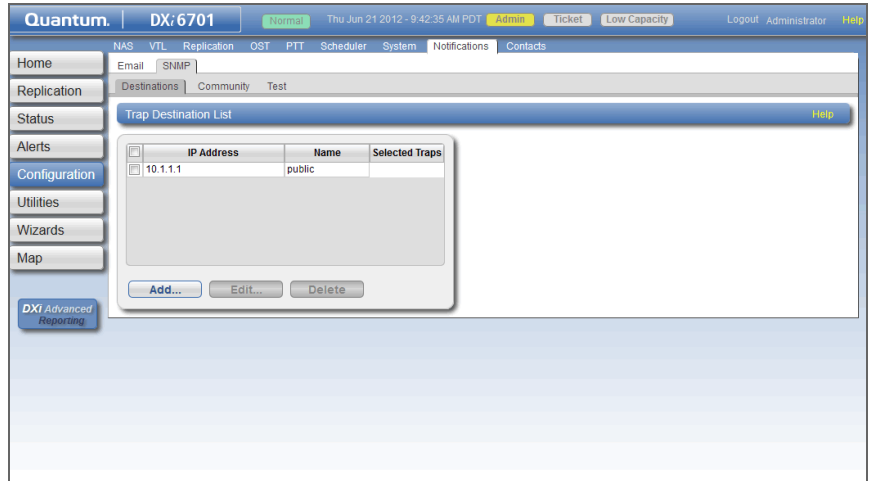 Quantum. DXi6701 Normal Thu Jun 21 2012 - 9:42:35 AM PDT Admin Ticket Low Capacity Logout Administrator Help
NAS VTL Replication OST PTT Scheduler System Notifications Contacts
Home
Email SNMP
Replication
Destinations Community Test
Status
Trap Destination List Help
Alerts
IP Address Name Selected Traps
10.1.1.1 public
Configuration
Utilities
Wizards
Map
Add... Edit... Delete
DXi Advanced
Reporting